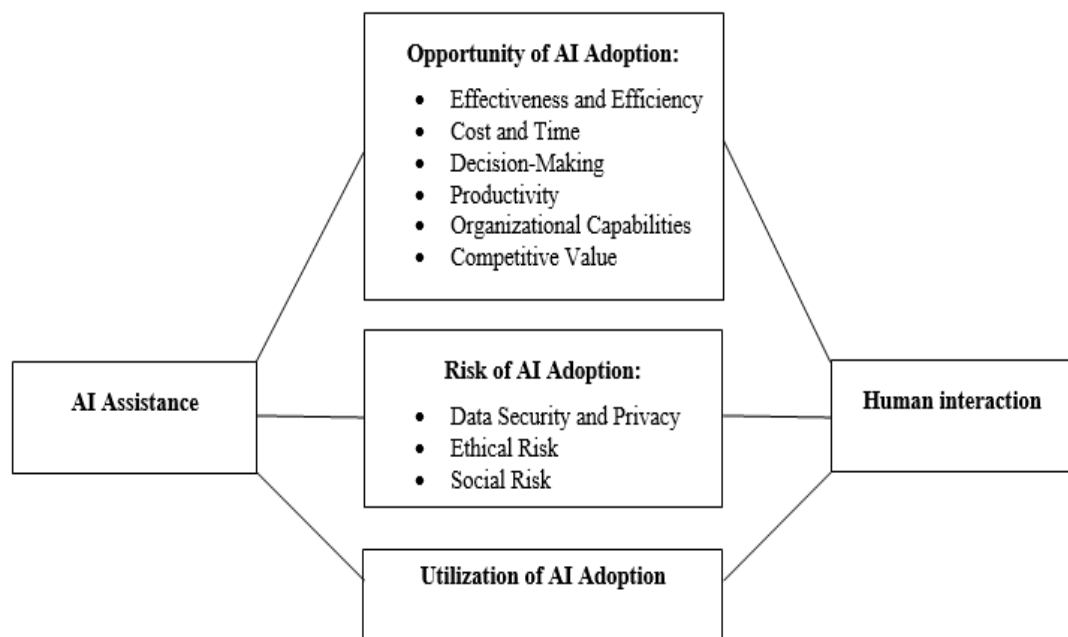 Opportunity of AI Adoption:
• Effectiveness and Efficiency
• Cost and Time
• Decision-Making
• Productivity
• Organizational Capabilities
• Competitive Value
AI Assistance
Risk of AI Adoption:
• Data Security and Privacy
• Ethical Risk
• Social Risk
Human interaction
Utilization of AI Adoption